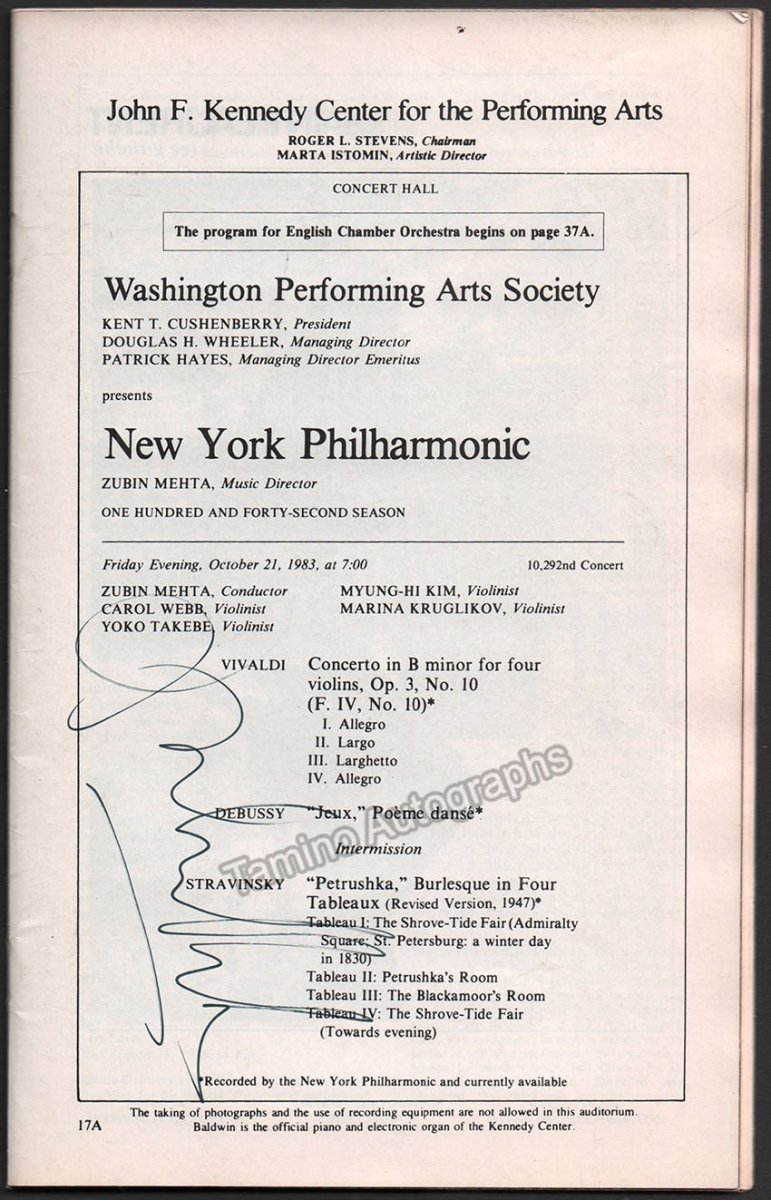 John F. Kennedy Center for the Performing Arts
ROGER L. STEVENS, Chairman
MARTA ISTOMIN, Artistic Director
CONCERT HALL
The program for English Chamber Orchestra begins on page 37A.
Washington Performing Arts Society
KENT T. CUSHENBERRY, President
DOUGLAS H. WHEELER, Managing Director
PATRICK HAYES, Managing Director Emeritus
presents
New York Philharmonic
ZUBIN MEHTA, Music Director
ONE HUNDRED AND FORTY-SECOND SEASON
Friday Evening, October 21, 1983, at 7:00 10,292nd Concert
ZUBIN MEHTA, Conductor MYUNG-HI KIM, Violinist
CAROL WEBB, Violinist MARINA KRUGLIKOV, Violinist
YOKO TAKEBE, Violinist
VIVALDI Concerto in B minor for four
violins, Op. 3, No. 10
(F. IV, No. 10)*
I. Allegro
II. Largo
III. Larghetto
IV. Allegro
DEBUSSY "Jeux," Poème dansé*
Intermission
Tamino Autographs
STRAVINSKY "Petrushka," Burlesque in Four
Tableaux (Revised Version, 1947)*
Tableau I: The Shrove-Tide Fair (Admiralty
Square; St. Petersburg: a winter day
in 1830)
Tableau II: Petrushka's Room
Tableau III: The Blackamoor's Room
Tableau IV: The Shrove-Tide Fair
(Towards evening)
*Recorded by the New York Philharmonic and currently available
The taking of photographs and the use of recording equipment are not allowed in this auditorium.
17A Baldwin is the official piano and electronic organ of the Kennedy Center.